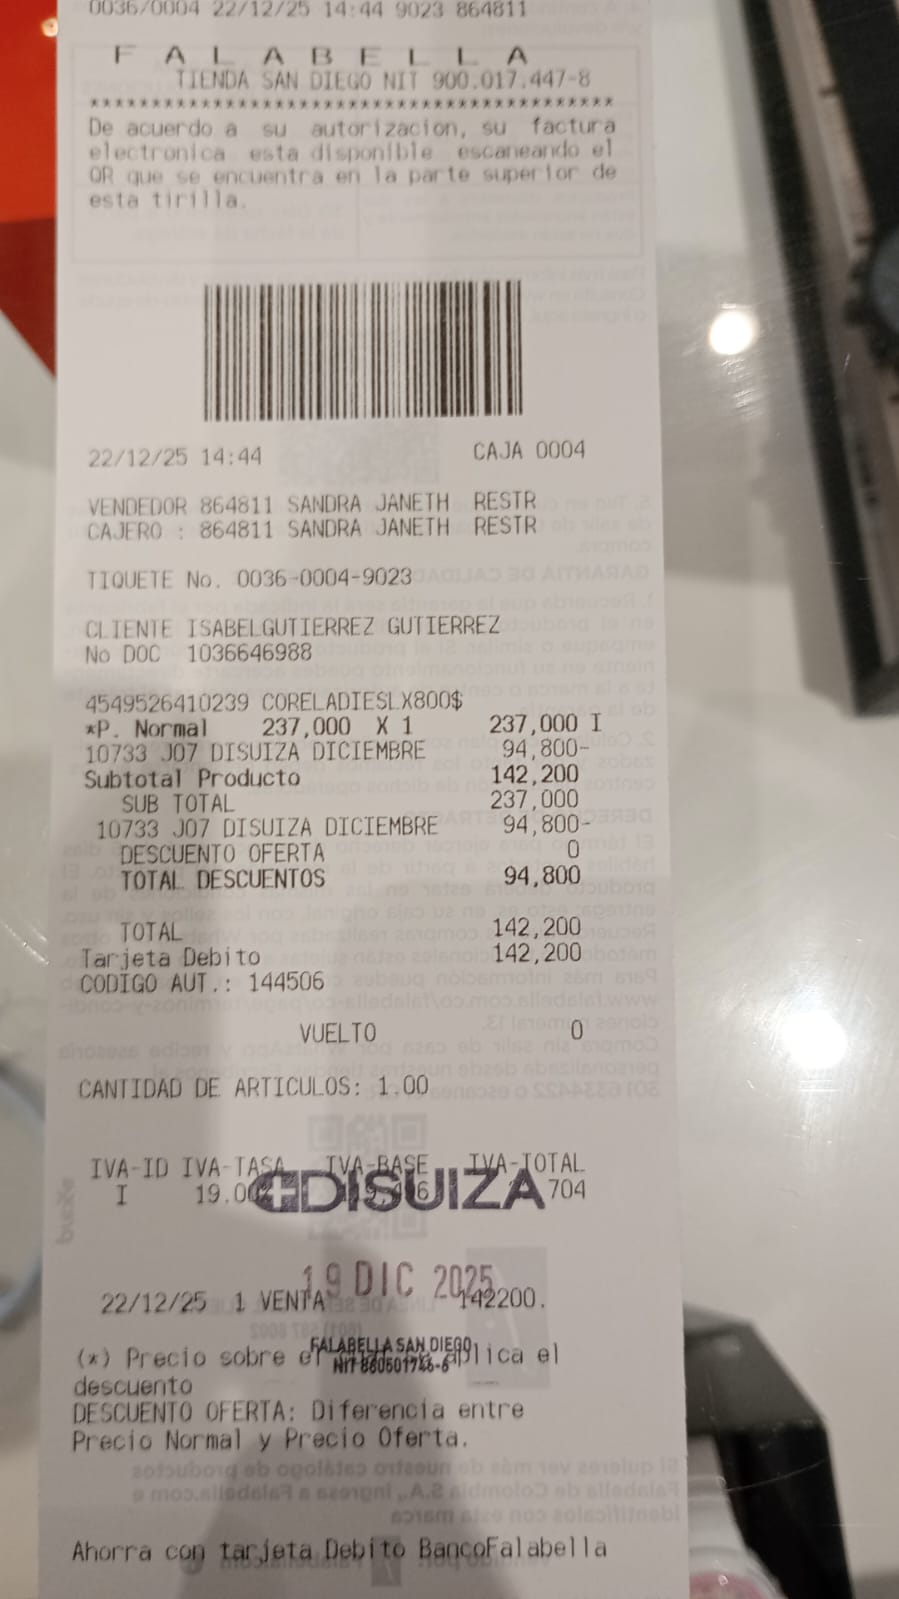 0036/0004 22/12/25 14:44 9023 864811
F A L A B E L L A
TIENDA SAN DIEGO NIT 900.017.447-8
*******************************************
De acuerdo a su autorizacion, su factura
electronica esta disponible escaneando el
QR que se encuentra en la parte superior de
esta tirilla.
22/12/25 14:44 CAJA 0004
VENDEDOR 864811 SANDRA JANETH RESTR
CAJERO : 864811 SANDRA JANETH RESTR
TIQUETE No. 0036-0004-9023
CLIENTE ISABELGUTIERREZ GUTIERREZ
No DOC 1036646988
4549526410239 CORELADIESLX800$
*P. Normal 237,000 X 1 237,000 I
10733 J07 DISUIZA DICIEMBRE 94,800-
Subtotal Producto 142,200
SUB TOTAL 237,000
10733 J07 DISUIZA DICIEMBRE 94,800-
DESCUENTO OFERTA 0
TOTAL DESCUENTOS 94,800
TOTAL 142,200
Tarjeta Debito 142,200
CODIGO AUT.: 144506
VUELTO 0
CANTIDAD DE ARTICULOS: 1.00
IVA-ID IVA-TASA IVA-BASE IVA-TOTAL
I 19.00 704
DISUIZA
19 DIC 2025
22/12/25 1 VENTA 142200.
FALABELLA SAN DIEGO
(*) Precio sobre el aplica el
descuento
DESCUENTO OFERTA: Diferencia entre
Precio Normal y Precio Oferta.
Ahorra con tarjeta Debito BancoFalabella